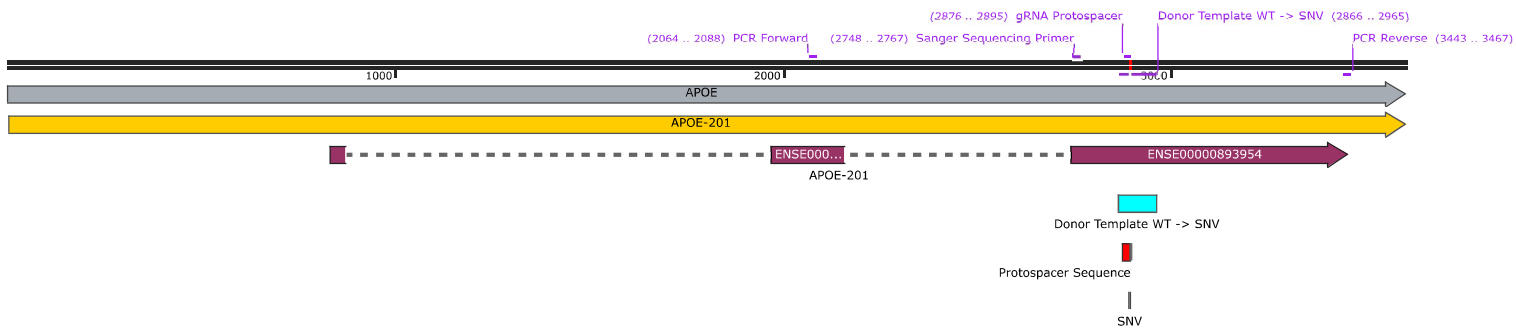 (2876 .. 2895) gRNA Protospacer
Donor Template WT -> SNV (2866 .. 2965)
(2064 .. 2088) PCR Forward
(2748 .. 2767) Sanger Sequencing Primer
PCR Reverse (3443 .. 3467)
1000
2000
3000
APOE
APOE-201
ENSE000...
ENSE00000893954
APOE-201
Donor Template WT -> SNV
Protospacer Sequence
SNV